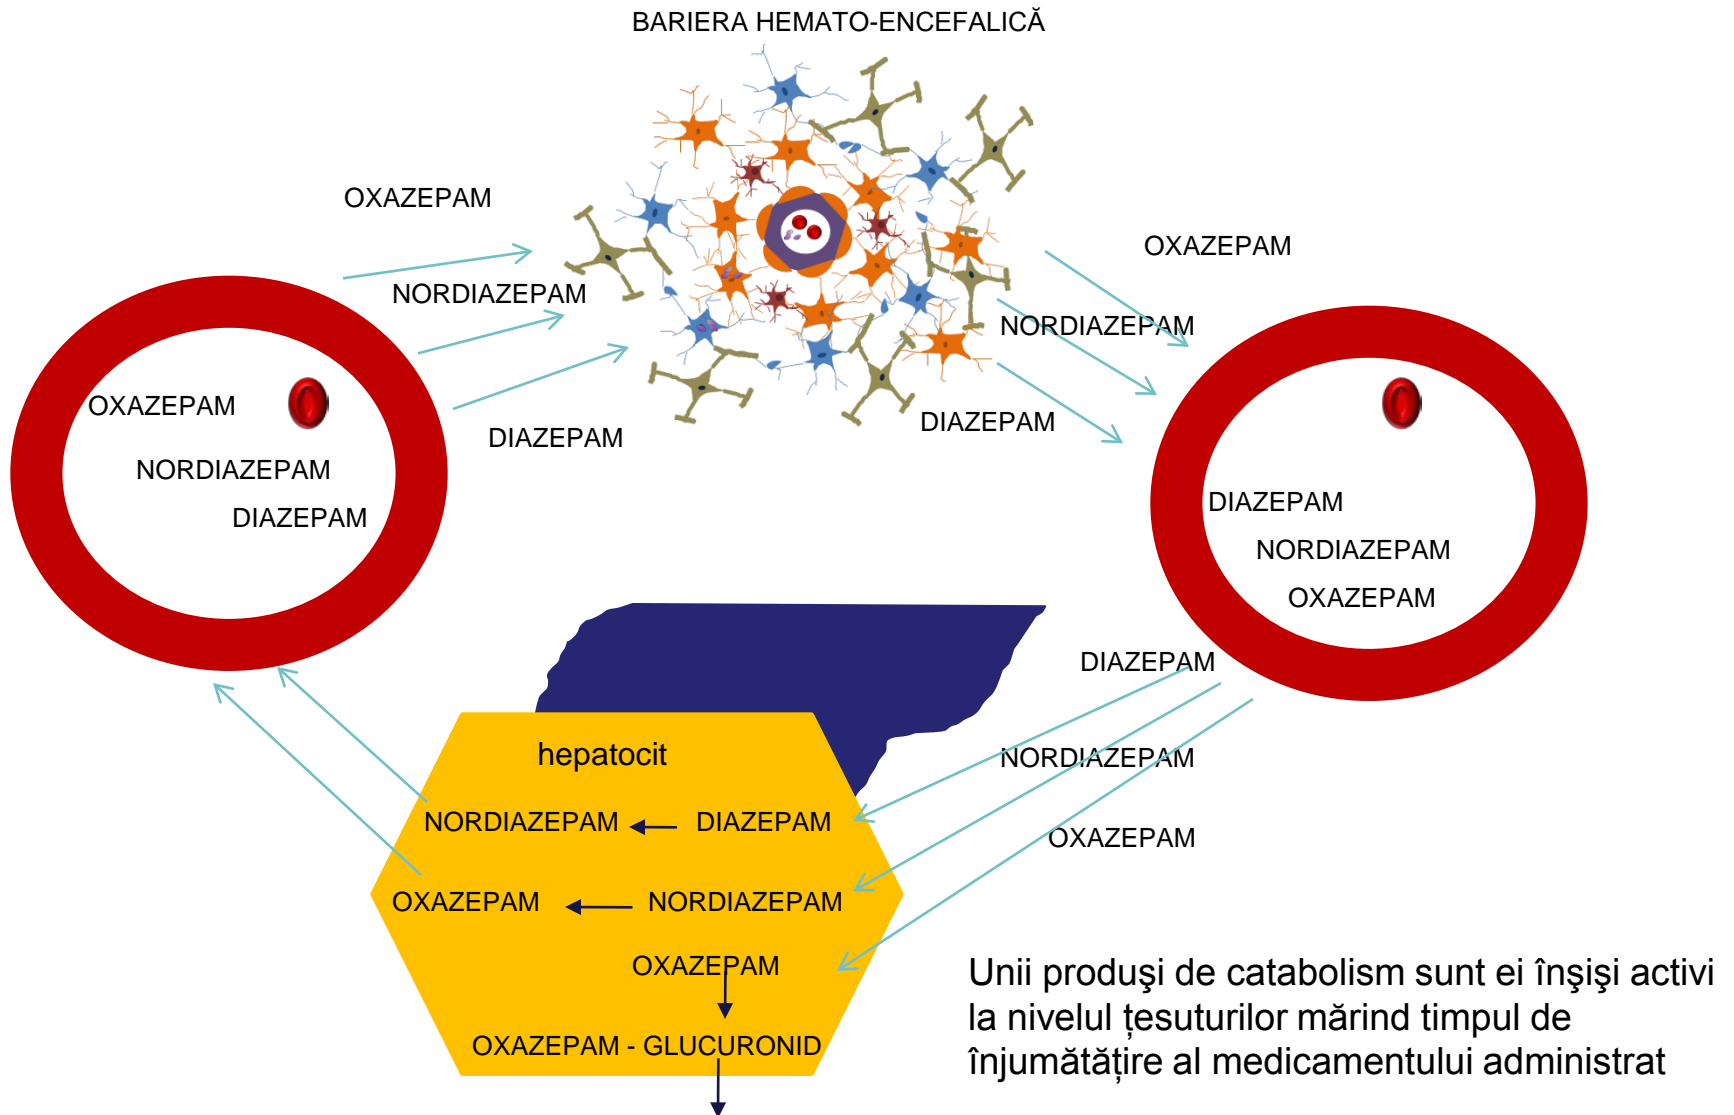 BARIERA HEMATO-ENCEFALICĂ
OXAZEPAM
NORDIAZEPAM
DIAZEPAM
OXAZEPAM
NORDIAZEPAM
DIAZEPAM
OXAZEPAM
NORDIAZEPAM
DIAZEPAM
DIAZEPAM
NORDIAZEPAM
OXAZEPAM
DIAZEPAM
NORDIAZEPAM
OXAZEPAM
hepatocit
NORDIAZEPAM DIAZEPAM
OXAZEPAM NORDIAZEPAM
OXAZEPAM
OXAZEPAM - GLUCURONID
Unii produşi de catabolism sunt ei înşişi activi
la nivelul ţesuturilor mărind timpul de
înjumătăţire al medicamentului administrat